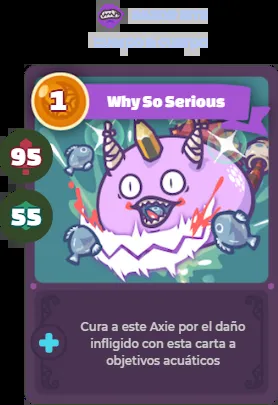 1
Why So Serious
95
55
Cura a este Axie por el daño
infligido con esta carta a
objetivos acuáticos